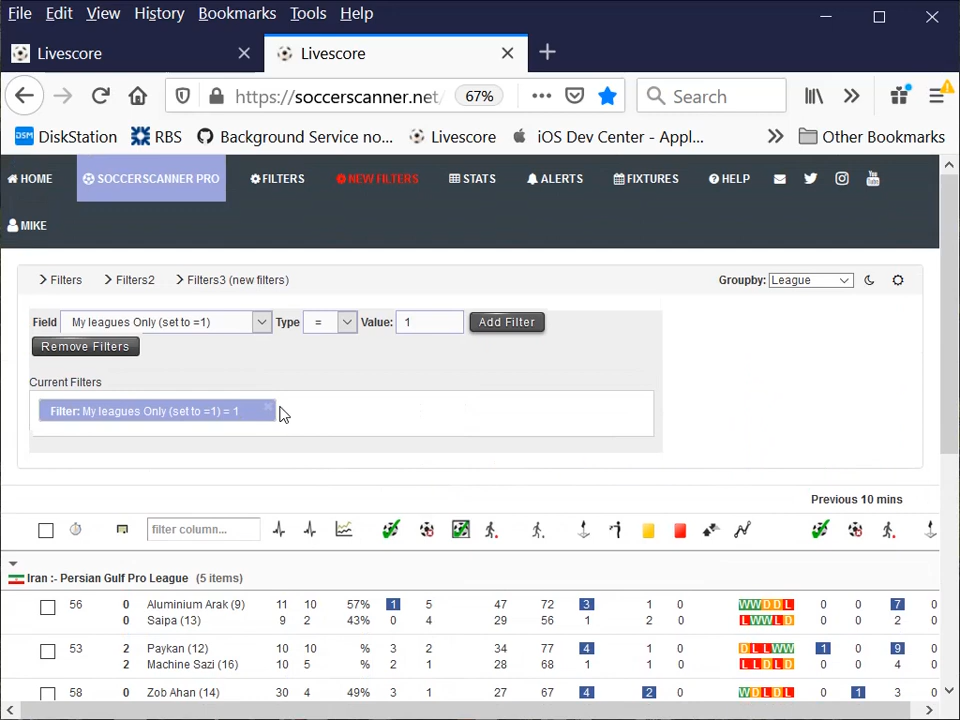 File Edit View History Bookmarks Tools Help
Livescore Livescore
https://soccerscanner.net/ 67% Search
DSM DiskStation RBS Background Service no... Livescore iOS Dev Center - Appl... Other Bookmarks
HOME SOCCERSCANNER PRO FILTERS NEW FILTERS STATS ALERTS FIXTURES HELP You Tube
MIKE
Filters Filters2 Filters3 (new filters) Groupby: League
Field My leagues Only (set to =1) Type = Value: 1 Add Filter
Remove Filters
Current Filters
Filter: My leagues Only (set to =1) = 1
Previous 10 mins
filter column...
Iran :- Persian Gulf Pro League (5 items)
56 0 Aluminium Arak (9) 11 10 57% 1 5 47 72 3 1 0 WWDDL 0 0 7 0
0 Saipa (13) 9 2 43% 0 4 29 56 1 2 0 LWWLD 0 0 2 0
53 2 Paykan (12) 10 10 % 3 2 34 77 4 1 0 DLLWW 1 0 9 0
2 Machine Sazi (16) 10 5 % 2 1 28 68 1 1 0 LLDLD 0 0 4 0
58 0 Zob Ahan (14) 30 4 49% 3 1 27 67 4 2 0 WDLDL 0 1 3 0